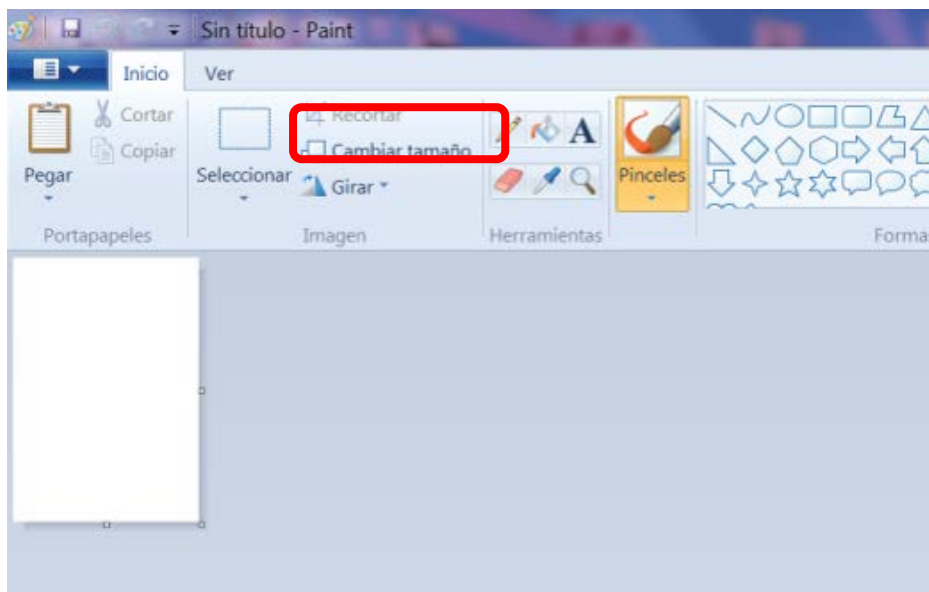 Sin título - Paint
Inicio Ver
Cortar
Copiar
Pegar
Portapapeles
Seleccionar
Recortar
Cambiar tamaño
Girar
Imagen
A
Herramientas
Pinceles
Forma